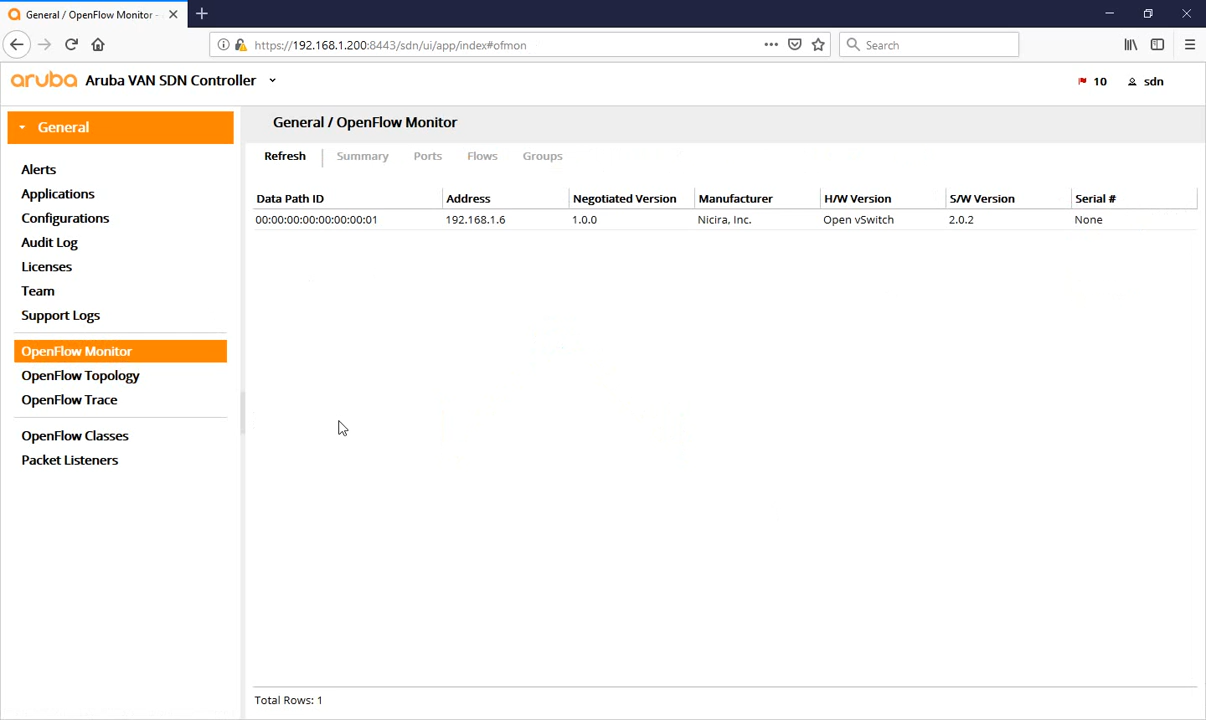 General / OpenFlow Monitor -
https://192.168.1.200:8443/sdn/ui/app/index#ofmon
Search
aruba Aruba VAN SDN Controller
10 sdn
General
Alerts
Applications
Configurations
Audit Log
Licenses
Team
Support Logs
OpenFlow Monitor
OpenFlow Topology
OpenFlow Trace
OpenFlow Classes
Packet Listeners
General / OpenFlow Monitor
Refresh Summary Ports Flows Groups
Data Path ID Address Negotiated Version Manufacturer H/W Version S/W Version Serial #
00:00:00:00:00:00:00:01 192.168.1.6 1.0.0 Nicira, Inc. Open vSwitch 2.0.2 None
Total Rows: 1